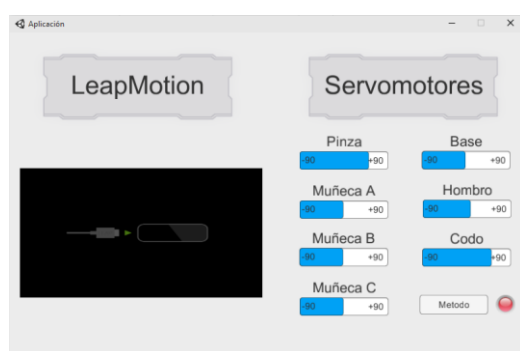 Aplicación
LeapMotion
Servomotores
Pinza
-90 +90
Base
-90 +90
Muñeca A
-90 +90
Hombro
-90 +90
Muñeca B
-90 +90
Codo
-90 +90
Muñeca C
-90 +90
Metodo